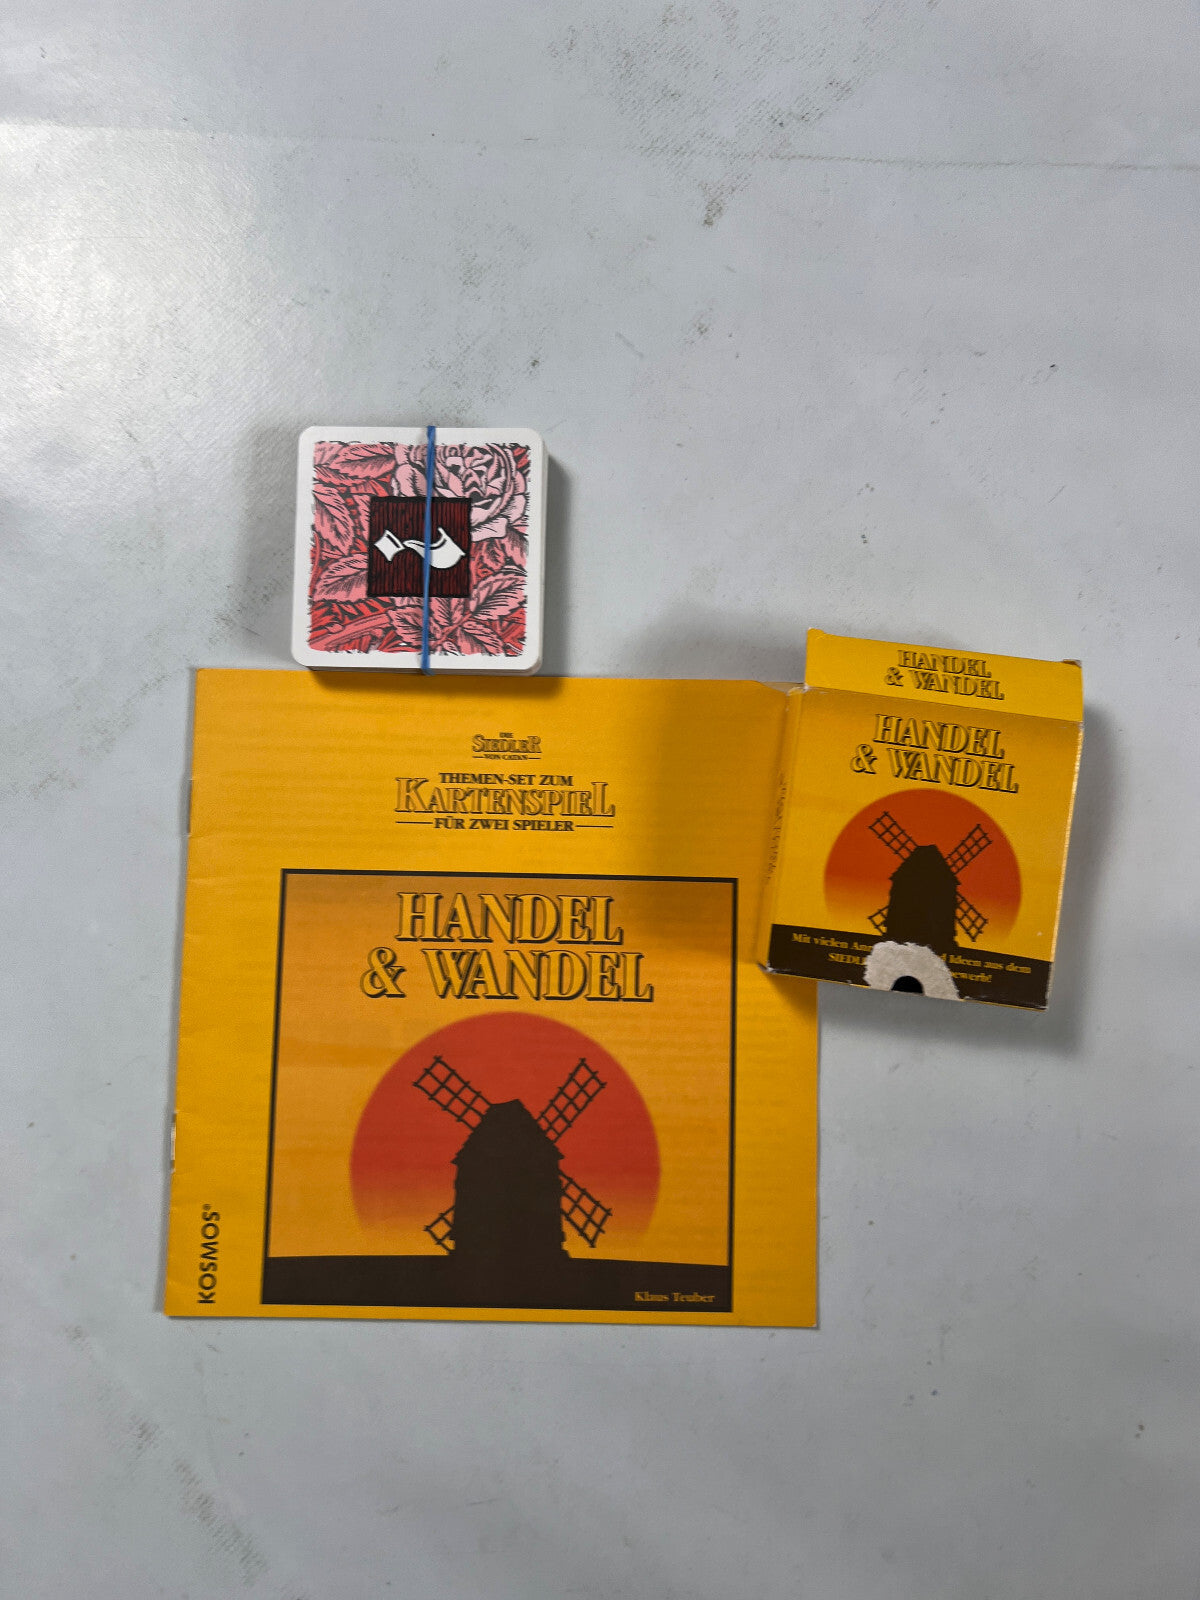 DIE
SIEDLER
VON CATAN
THEMEN-SET ZUM
KARTENSPIEL
FÜR ZWEI SPIELER
HANDEL
& WANDEL
Klaus Teuber
KOSMOS®
HANDEL
& WANDEL
HANDEL
& WANDEL
Mit vielen Ideen aus dem